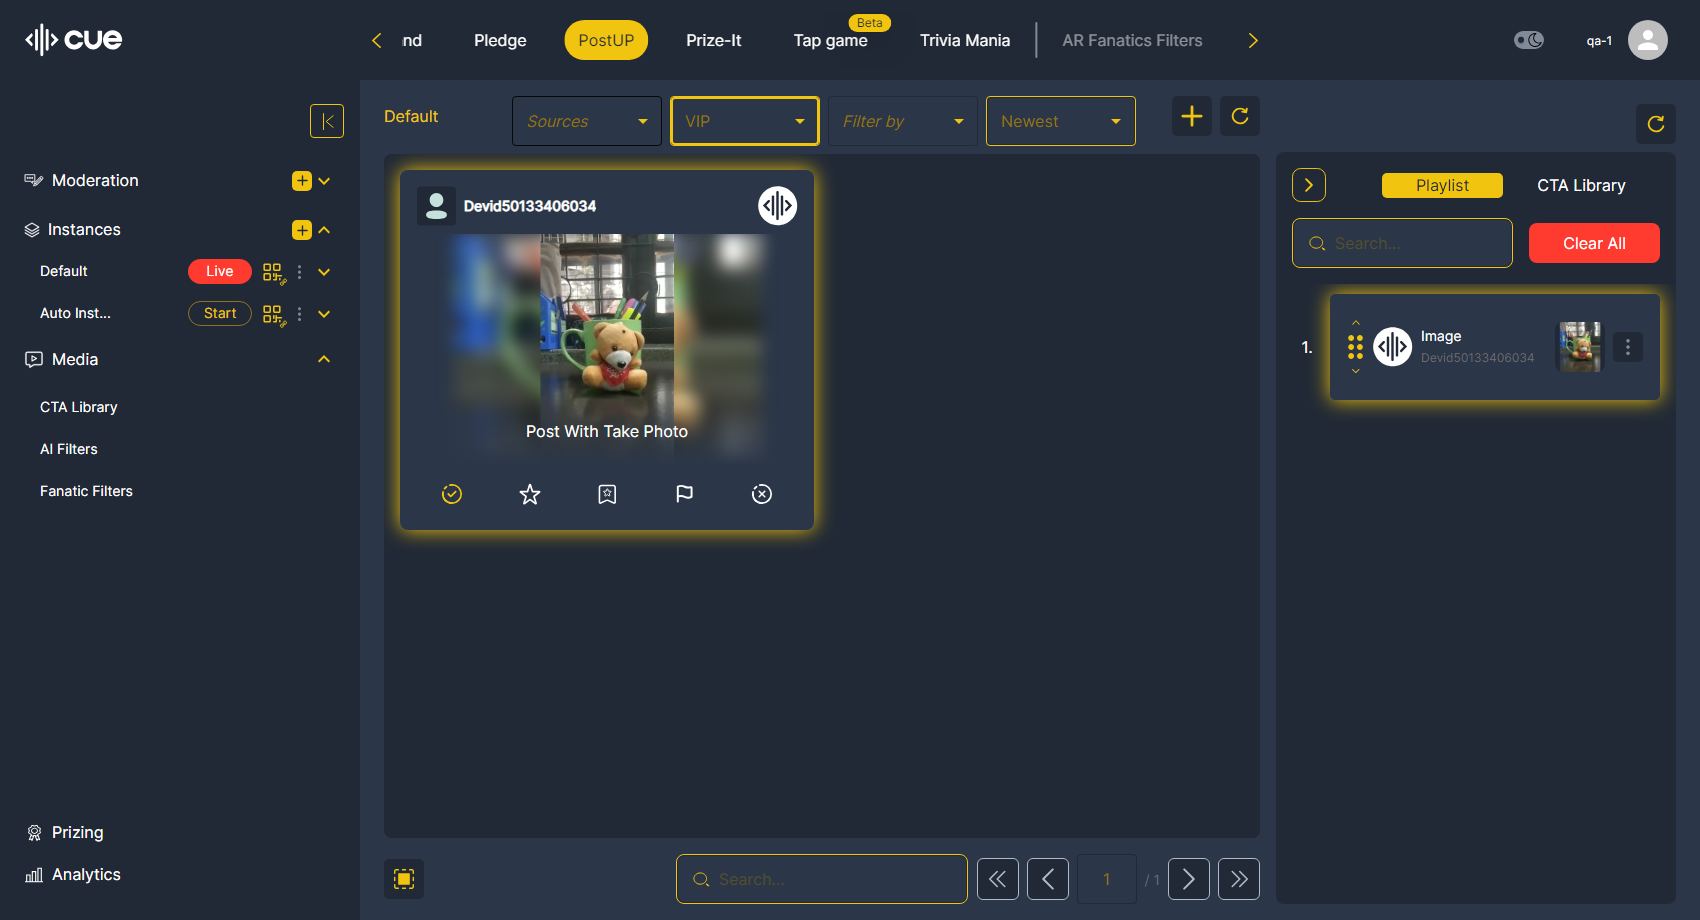 cue
nd
Pledge
PostUP
Prize-It
Tap game
Beta
Trivia Mania
AR Fanatics Filters
qa-1
Moderation
Instances
Default
Live
Auto Inst...
Start
Media
CTA Library
AI Filters
Fanatic Filters
Prizing
Analytics
Default
Sources
VIP
Filter by
Newest
Devid50133406034
Post With Take Photo
Search...
1
/ 1
Playlist
CTA Library
Search...
Clear All
1.
Image
Devid50133406034